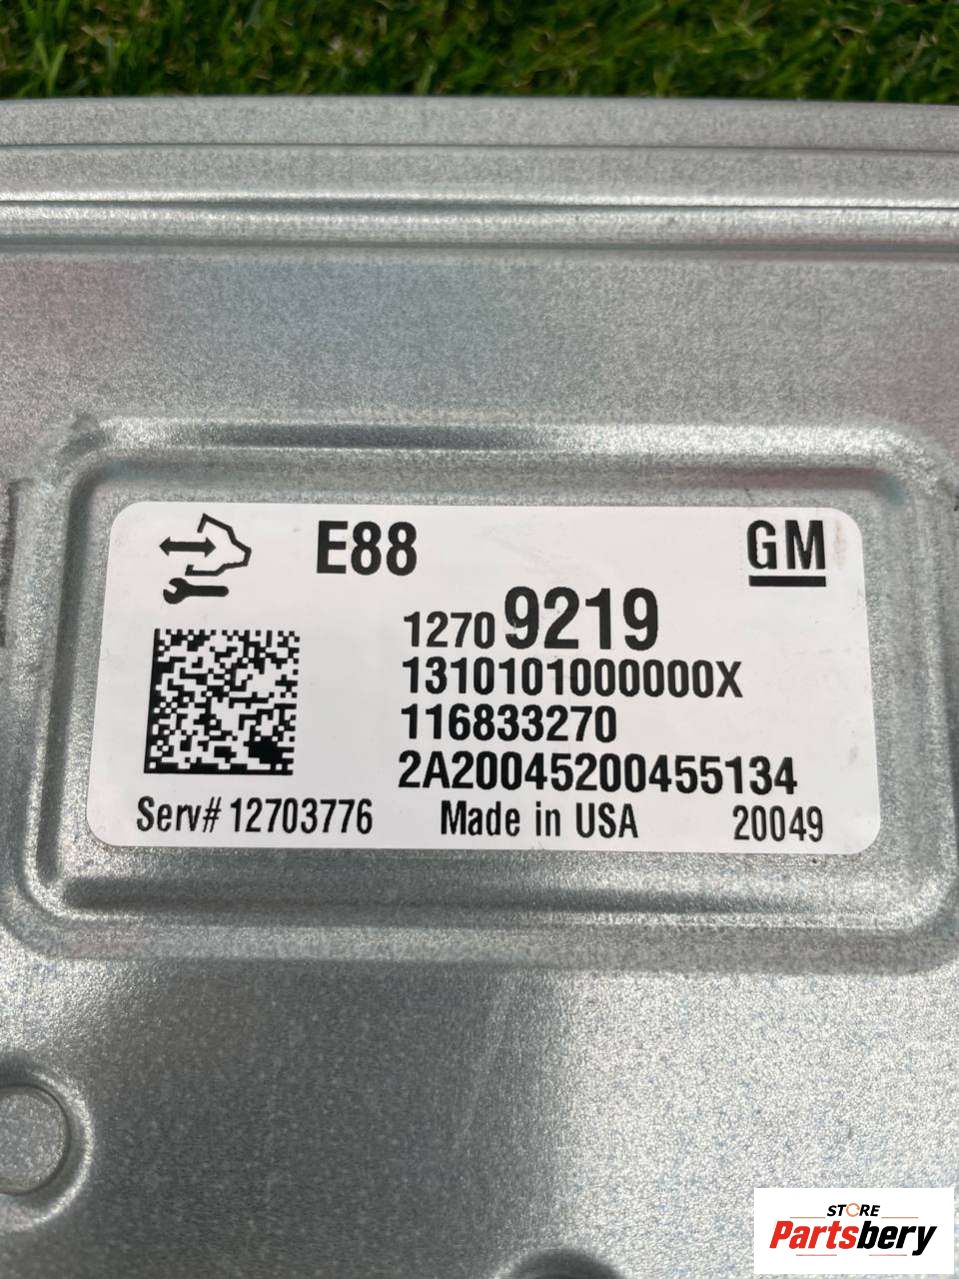 E88
GM
12709219
1310101000000X
116833270
2A20045200455134
Serv# 12703776 Made in USA 20049
STORE
Partsbery